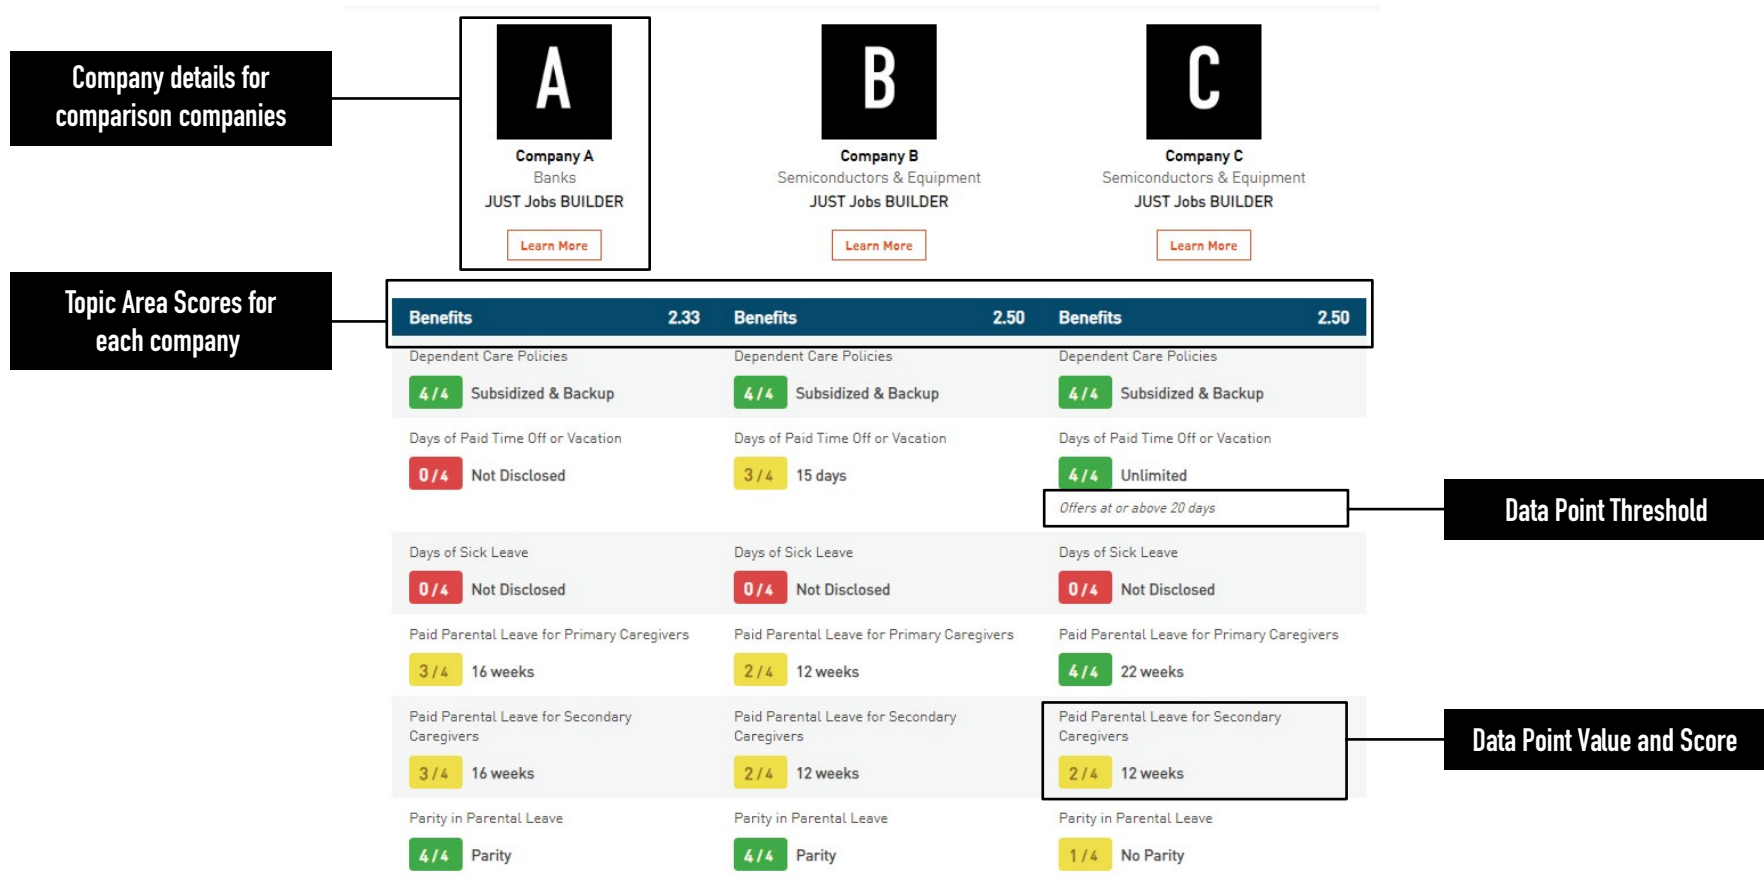 Company details for
comparison companies
A
B
C
Company A
Company B
Company C
Banks
Semiconductors & Equipment
Semiconductors & Equipment
JUST Jobs BUILDER
JUST Jobs BUILDER
JUST Jobs BUILDER
Learn More
Learn More
Learn More
Topic Area Scores for
each company
Benefits 2.33
Benefits 2.50
Benefits 2.50
Dependent Care Policies
Dependent Care Policies
Dependent Care Policies
4/4 Subsidized & Backup
4/4 Subsidized & Backup
4/4 Subsidized & Backup
Days of Paid Time Off or Vacation
Days of Paid Time Off or Vacation
Days of Paid Time Off or Vacation
0/4 Not Disclosed
3/4 15 days
4/4 Unlimited
Offers at or above 20 days
Data Point Threshold
Days of Sick Leave
Days of Sick Leave
Days of Sick Leave
0/4 Not Disclosed
0/4 Not Disclosed
0/4 Not Disclosed
Paid Parental Leave for Primary Caregivers
Paid Parental Leave for Primary Caregivers
Paid Parental Leave for Primary Caregivers
3/4 16 weeks
2/4 12 weeks
4/4 22 weeks
Paid Parental Leave for Secondary
Caregivers
Paid Parental Leave for Secondary
Caregivers
Paid Parental Leave for Secondary
Caregivers
3/4 16 weeks
2/4 12 weeks
2/4 12 weeks
Data Point Value and Score
Parity in Parental Leave
Parity in Parental Leave
Parity in Parental Leave
4/4 Parity
4/4 Parity
1/4 No Parity